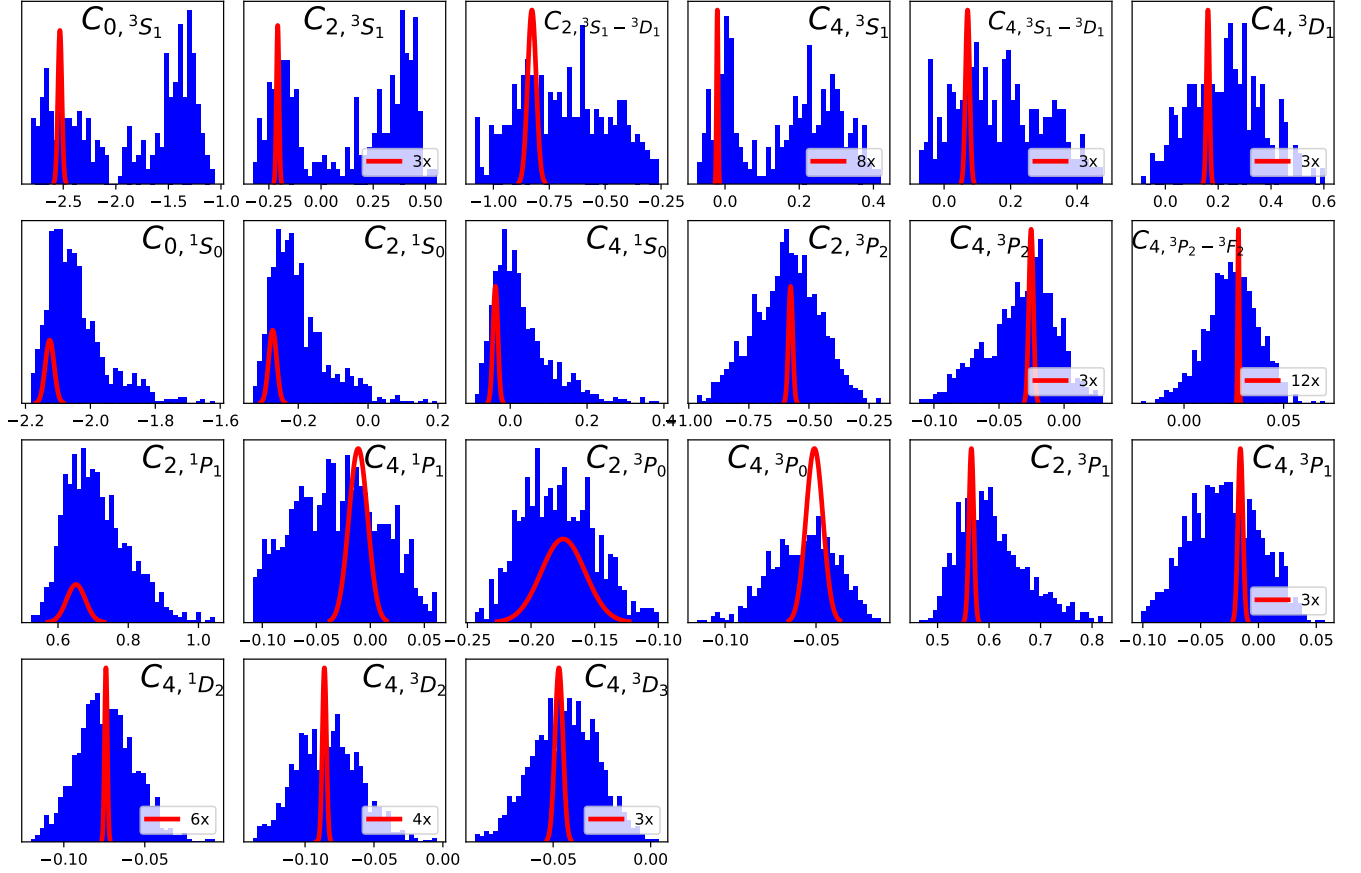 C0, 3S1
C2, 3S1
C2, 3S1 − 3D1
C4, 3S1
C4, 3S1 − 3D1
C4, 3D1
3x
8x
3x
3x
−2.5 −2.0 −1.5 −1.0
−0.25 0.00 0.25 0.50
−1.00 −0.75 −0.50 −0.25
0.0 0.2 0.4
0.0 0.2 0.4
0.0 0.2 0.4 0.6
C0, 1S0
C2, 1S0
C4, 1S0
C2, 3P2
C4, 3P2
C4, 3P2 − 3F2
3x
12x
−2.2 −2.0 −1.8 −1.6
−0.2 0.0 0.2
0.0 0.2 0.4
−1.00 −0.75 −0.50 −0.25
−0.10 −0.05 0.00
0.00 0.05
C2, 1P1
C4, 1P1
C2, 3P0
C4, 3P0
C2, 3P1
C4, 3P1
3x
0.6 0.8 1.0
−0.10 −0.05 0.00 0.05
−0.25 −0.20 −0.15 −0.10
−0.10 −0.05
0.5 0.6 0.7 0.8
−0.10 −0.05 0.00 0.05
C4, 1D2
C4, 3D2
C4, 3D3
6x
4x
3x
−0.10 −0.05
−0.10 −0.05 0.00
−0.05 0.00